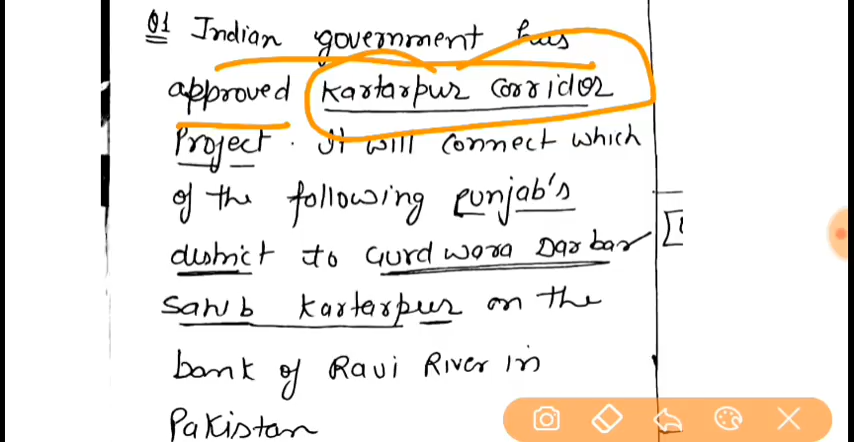 Q1 Indian government has
approved Kartarpur corridor
Project. It will connect which
of the following Punjab's
district to Gurdwara Darbar
Sahib Kartarpur on the
bank of Ravi River in
Pakistan